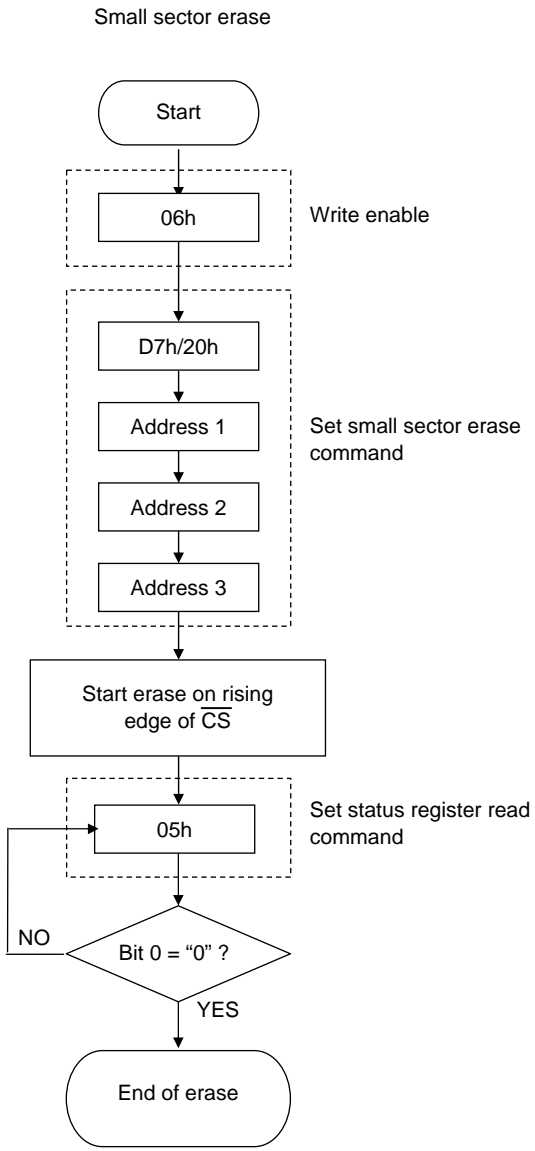 Small sector erase
Start
06h
Write enable
D7h/20h
Address 1
Set small sector erase
command
Address 2
Address 3
Start erase on rising
edge of C̅S̅
05h
Set status register read
command
NO
Bit 0 = “0” ?
YES
End of erase